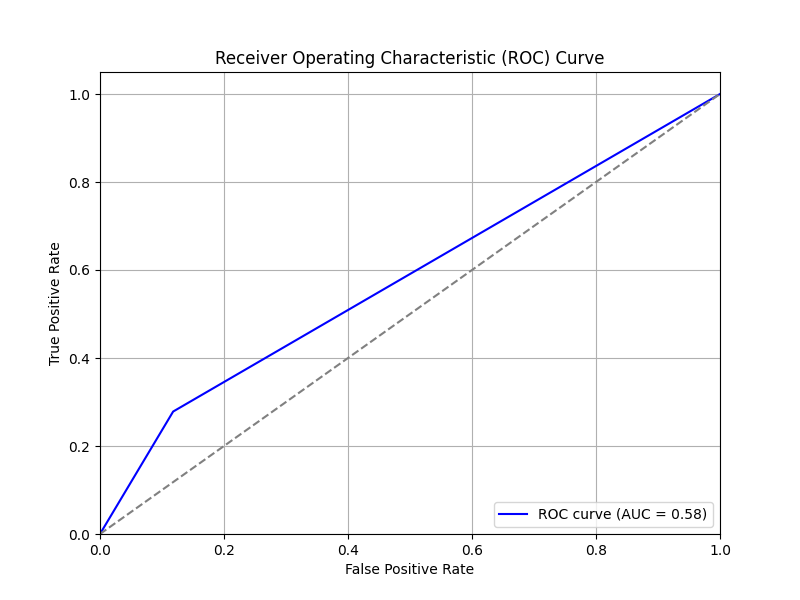 Receiver Operating Characteristic (ROC) Curve
1.0
0.8
0.6
0.4
0.2
0.0
True Positive Rate
ROC curve (AUC = 0.58)
0.0 0.2 0.4 0.6 0.8 1.0
False Positive Rate